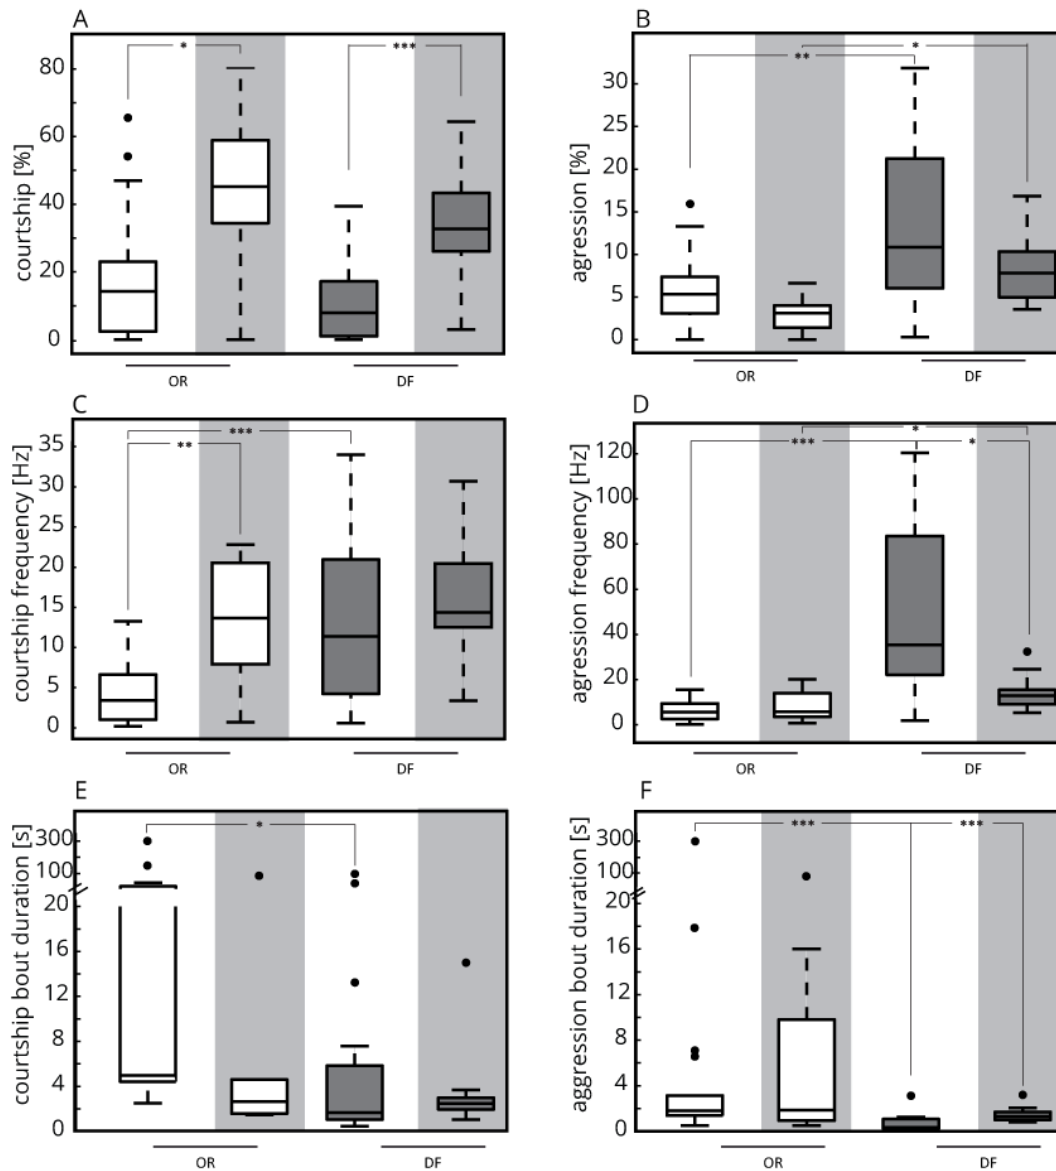 A
courtship [%]
80
60
40
20
0
*
***
OR
DF
B
agression [%]
30
25
20
15
10
5
0
**
*
OR
DF
C
courtship frequency [Hz]
35
30
25
20
15
10
5
0
***
**
OR
DF
D
agression frequency [Hz]
120
100
80
60
40
20
0
*
***
*
OR
DF
E
courtship bout duration [s]
300
100
20
16
12
8
4
0
*
OR
DF
F
aggression bout duration [s]
300
100
20
16
12
8
4
0
***
***
OR
DF